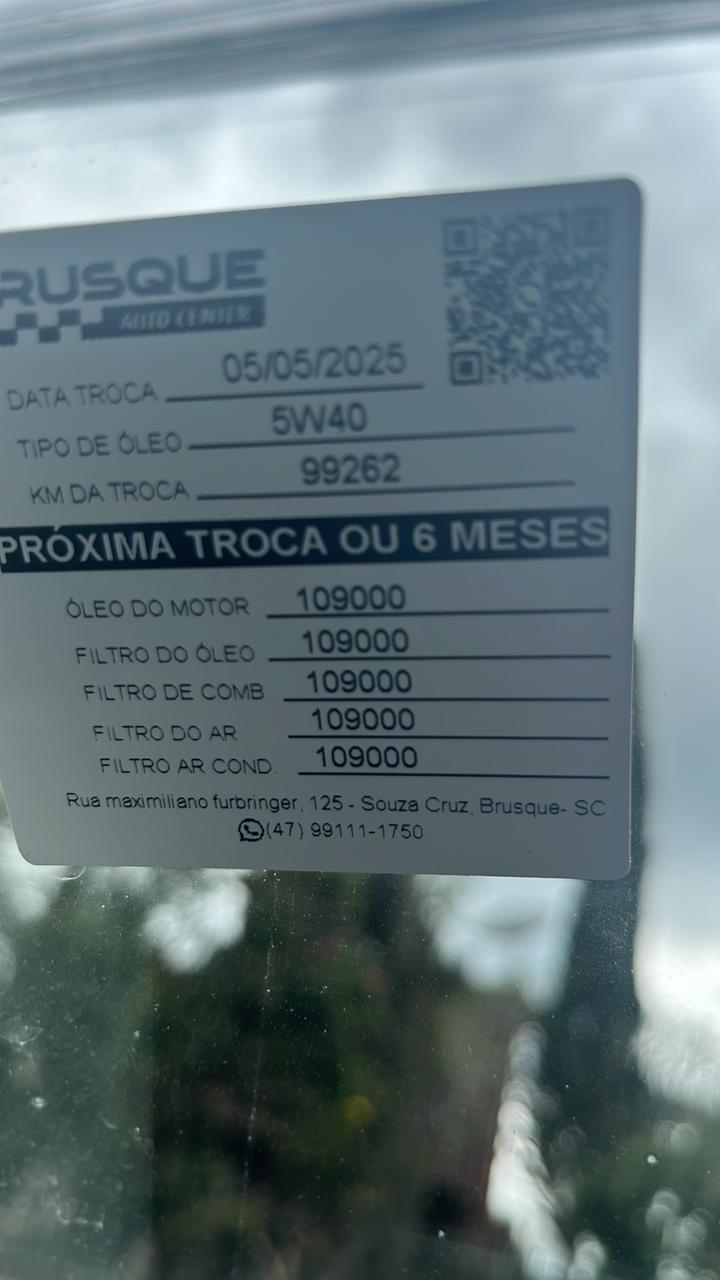 RUSQUE
AUTO CENTER
DATA TROCA 05/05/2025
TIPO DE ÓLEO 5W40
KM DA TROCA 99262
PRÓXIMA TROCA OU 6 MESES
ÓLEO DO MOTOR 109000
FILTRO DO ÓLEO 109000
FILTRO DE COMB. 109000
FILTRO DO AR 109000
FILTRO AR COND. 109000
Rua maximiliano furbringer, 125 - Souza Cruz, Brusque- SC
(47) 99111-1750